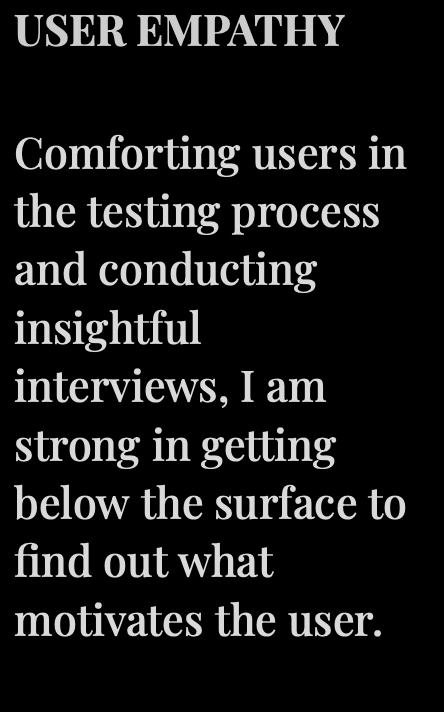 USER EMPATHY
Comforting users in
the testing process
and conducting
insightful
interviews, I am
strong in getting
below the surface to
find out what
motivates the user.